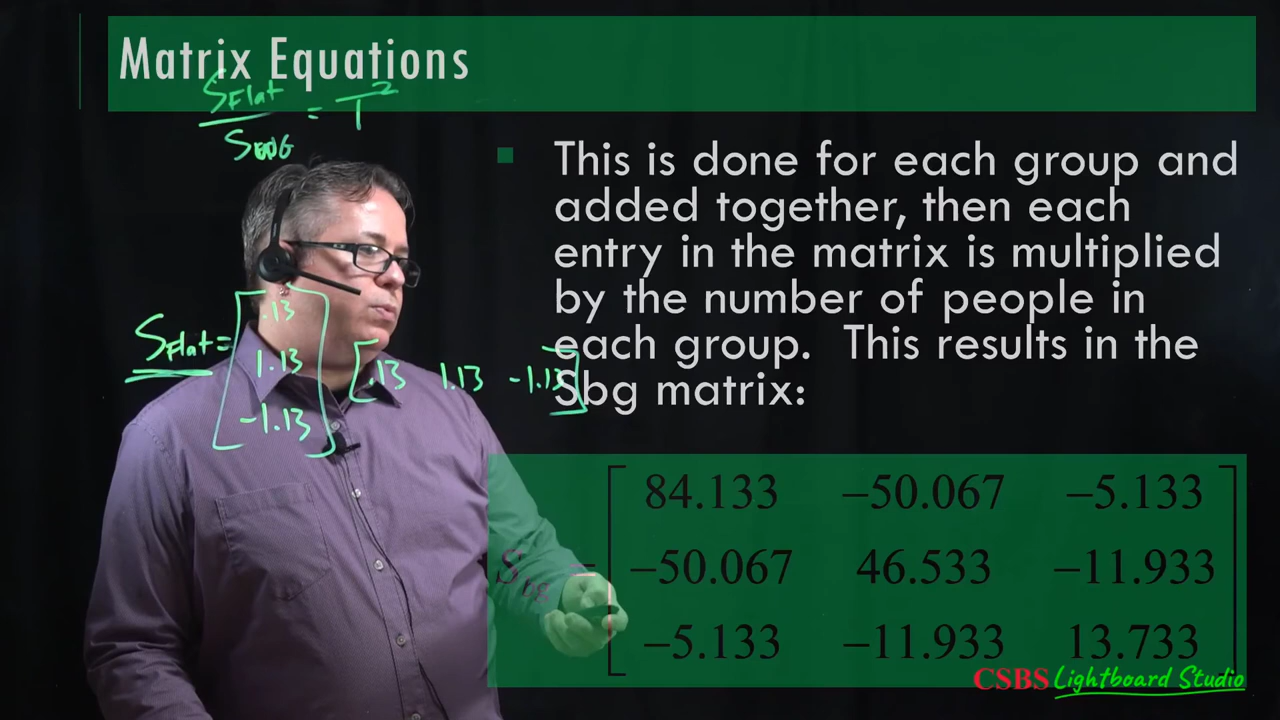 Matrix Equations
SFlat
= T²
SWG
This is done for each group and
added together, then each
entry in the matrix is multiplied
by the number of people in
each group. This results in the
Sbg matrix:
SFlat= [.13 1.13 -1.13] [.13 1.13 -1.13]
Sbg = [84.133 −50.067 −5.133
−50.067 46.533 −11.933
−5.133 −11.933 13.733]
CSBS Lightboard Studio